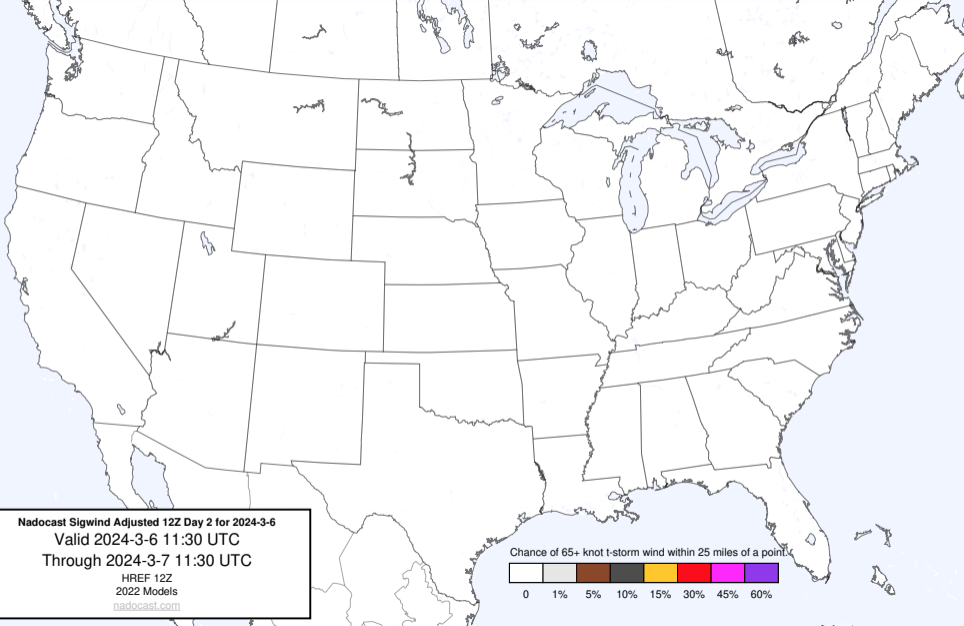 Nadocast Sigwind Adjusted 12Z Day 2 for 2024-3-6
Valid 2024-3-6 11:30 UTC
Through 2024-3-7 11:30 UTC
HREF 12Z
2022 Models
nadocast.com
Chance of 65+ knot t-storm wind within 25 miles of a point.
0 1% 5% 10% 15% 30% 45% 60%